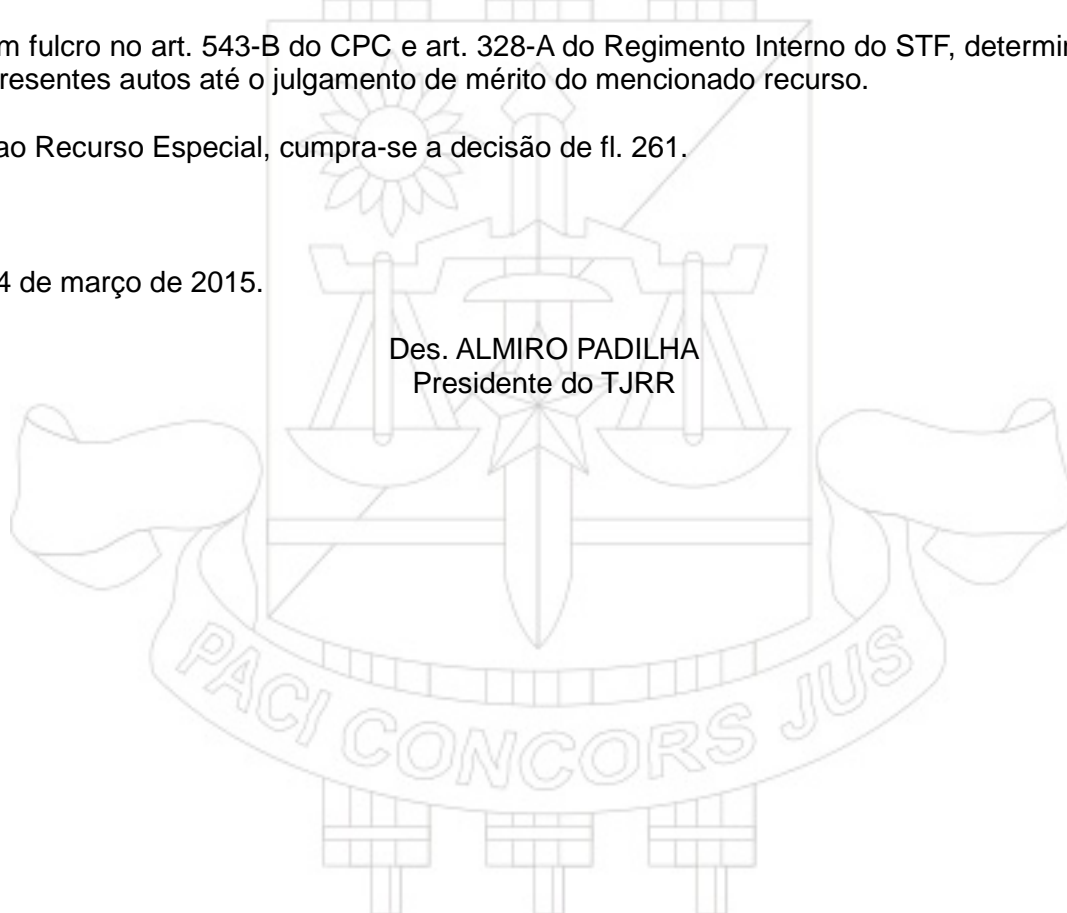 m fulcro no art. 543-B do CPC e art. 328-A do Regimento Interno do STF, determin
resentes autos até o julgamento de mérito do mencionado recurso.
ao Recurso Especial, cumpra-se a decisão de fl. 261.
4 de março de 2015.
Des. ALMIRO PADILHA
Presidente do TJRR
PACI CONCORS JUS